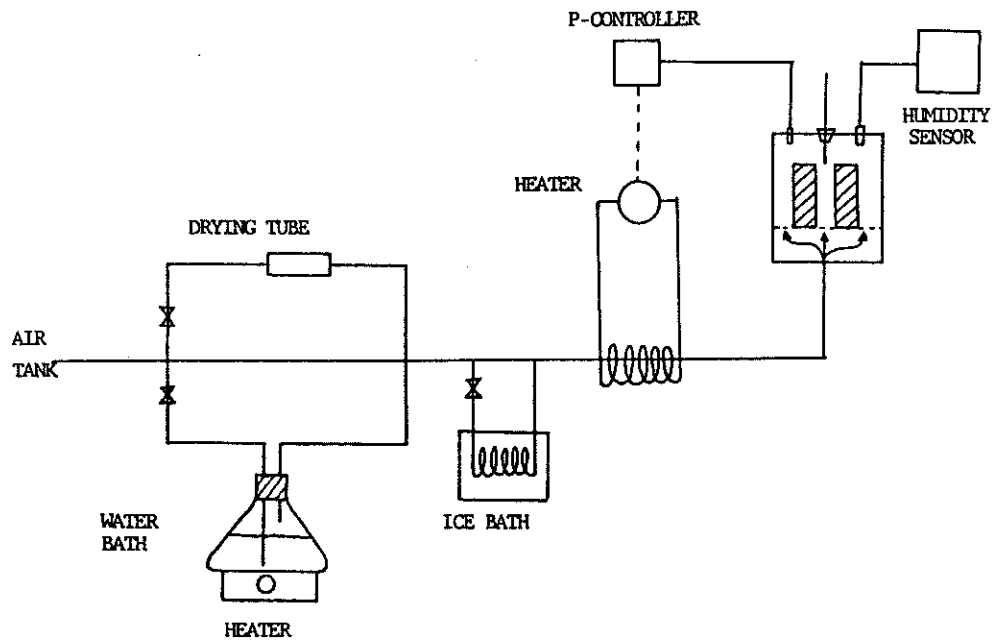 P-CONTROLLER
HUMIDITY
SENSOR
HEATER
DRYING TUBE
AIR
TANK
WATER
BATH
ICE BATH
HEATER